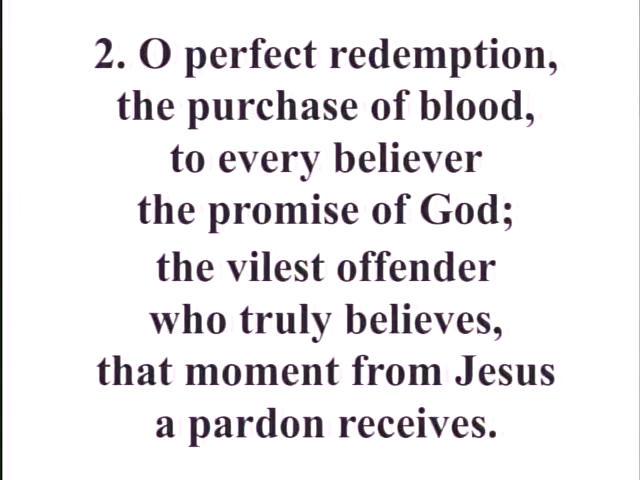 2. O perfect redemption,
the purchase of blood,
to every believer
the promise of God;
the vilest offender
who truly believes,
that moment from Jesus
a pardon receives.